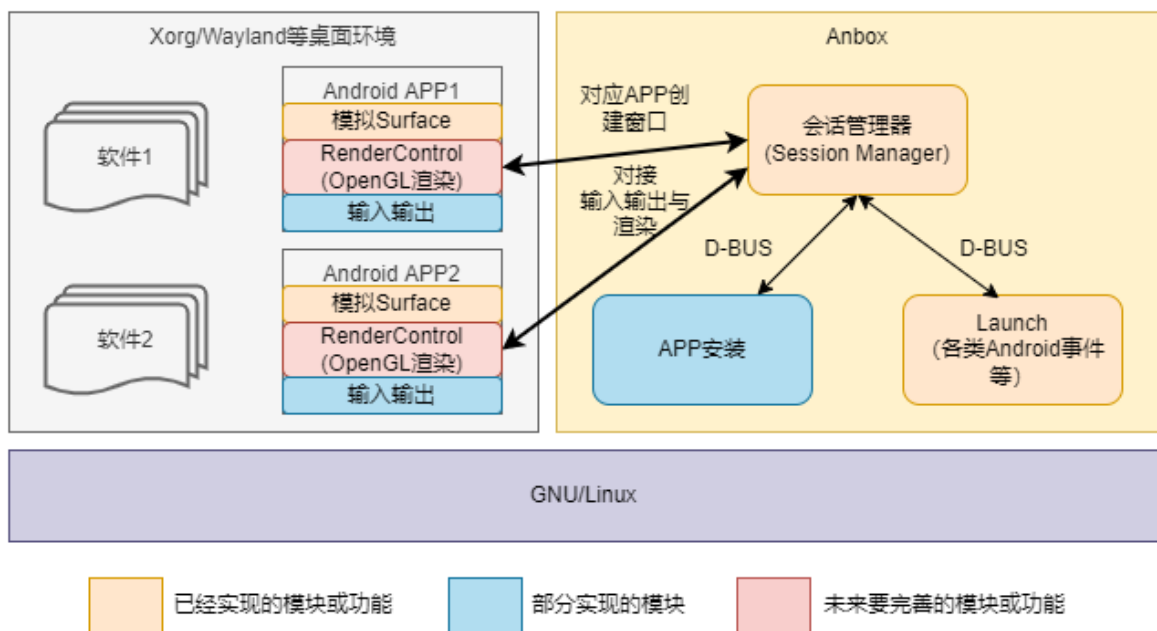 Xorg/Wayland等桌面环境
软件1
Android APP1
模拟Surface
RenderControl
(OpenGL渲染)
输入输出
软件2
Android APP2
模拟Surface
RenderControl
(OpenGL渲染)
输入输出
对应APP创
建窗口
对接
输入输出与
渲染
Anbox
会话管理器
(Session Manager)
D-BUS
D-BUS
APP安装
Launch
(各类Android事件
等）
GNU/Linux
已经实现的模块或功能
部分实现的模块
未来要完善的模块或功能